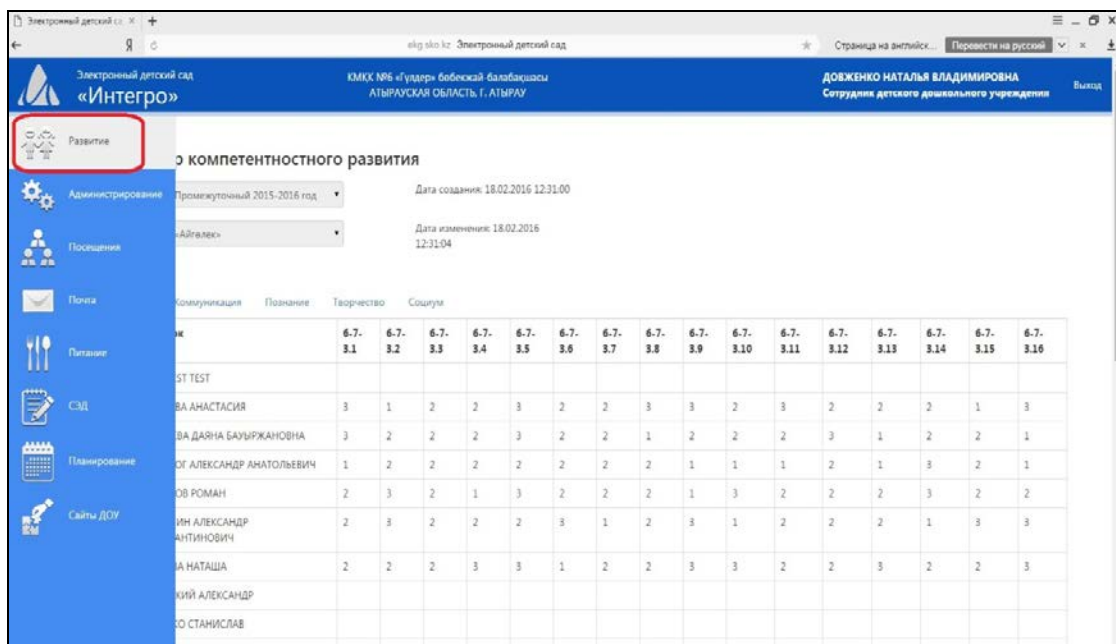 Электронный детский са
ekg.sko.kz Электронный детский сад
Страница на английск... Перевести на русский
Электронный детский сад
«Интегро»
КМҚК №6 «Гүлдер» бөбекжай-балабақшасы
АТЫРАУСКАЯ ОБЛАСТЬ, Г. АТЫРАУ
ДОВЖЕНКО НАТАЛЬЯ ВЛАДИМИРОВНА
Сотрудник детского дошкольного учреждения
Выход
Развитие
Администрирование
Посещения
Почта
Питание
СЭД
Планирование
Сайты ДОУ
р компетентностного развития
Промежуточный 2015-2016 год
Дата создания: 18.02.2016 12:31:00
«Айгөлек»
Дата изменения: 18.02.2016
12:31:04
Коммуникация Познание Творчество Социум
ок 6-7-3.1 6-7-3.2 6-7-3.3 6-7-3.4 6-7-3.5 6-7-3.6 6-7-3.7 6-7-3.8 6-7-3.9 6-7-3.10 6-7-3.11 6-7-3.12 6-7-3.13 6-7-3.14 6-7-3.15 6-7-3.16
ST TEST
ВА АНАСТАСИЯ 3 1 2 2 3 2 2 3 3 2 3 2 2 2 1 3
ЕВА ДАЯНА БАУЫРЖАНОВНА 3 2 2 2 3 2 2 1 2 2 2 3 1 2 2 1
ОГ АЛЕКСАНДР АНАТОЛЬЕВИЧ 1 2 2 2 2 2 2 2 1 1 1 2 1 3 2 1
ОВ РОМАН 2 3 2 1 3 2 2 2 1 3 2 2 2 3 2 2
ИН АЛЕКСАНДР
АНТИНОВИЧ 2 3 2 2 2 3 1 2 3 1 2 2 2 1 3 3
ІА НАТАША 2 2 2 3 3 1 2 2 3 3 2 2 3 2 2 3
КИЙ АЛЕКСАНДР
КО СТАНИСЛАВ